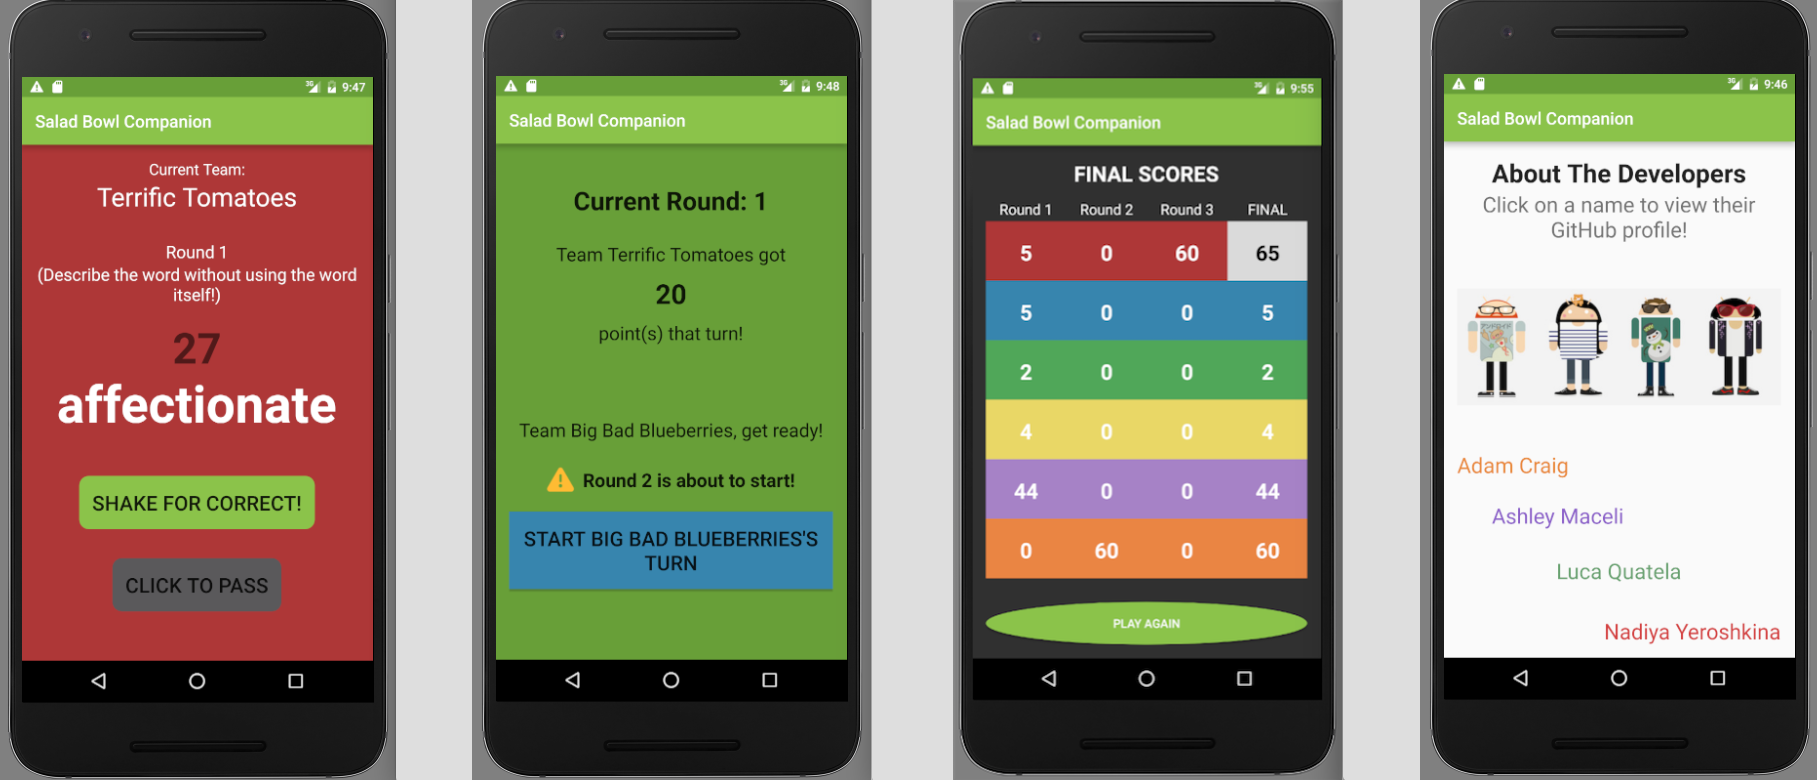 9:47
Salad Bowl Companion
Current Team:
Terrific Tomatoes
Round 1
(Describe the word without using the word
itself!)
27
affectionate
SHAKE FOR CORRECT!
CLICK TO PASS
3G 9:48
Salad Bowl Companion
Current Round: 1
Team Terrific Tomatoes got
20
point(s) that turn!
Team Big Bad Blueberries, get ready!
Round 2 is about to start!
START BIG BAD BLUEBERRIES'S
TURN
3G 9:55
Salad Bowl Companion
FINAL SCORES
Round 1 Round 2 Round 3 FINAL
5 0 60 65
5 0 0 5
2 0 0 2
4 0 0 4
44 0 0 44
0 60 0 60
PLAY AGAIN
3G 9:46
Salad Bowl Companion
About The Developers
Click on a name to view their
GitHub profile!
Adam Craig
Ashley Maceli
Luca Quatela
Nadiya Yeroshkina